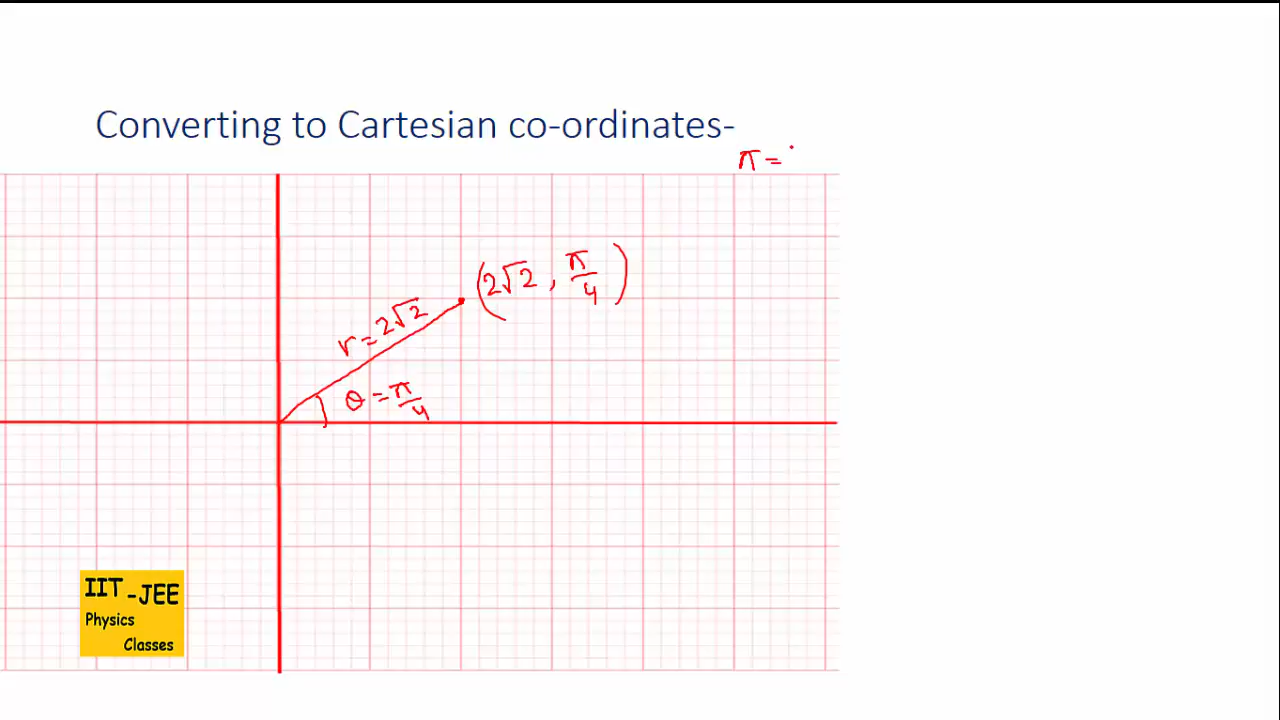 Converting to Cartesian co-ordinates-
π =
(2√2, π/4)
r = 2√2
θ = π/4
IIT-JEE
Physics
Classes